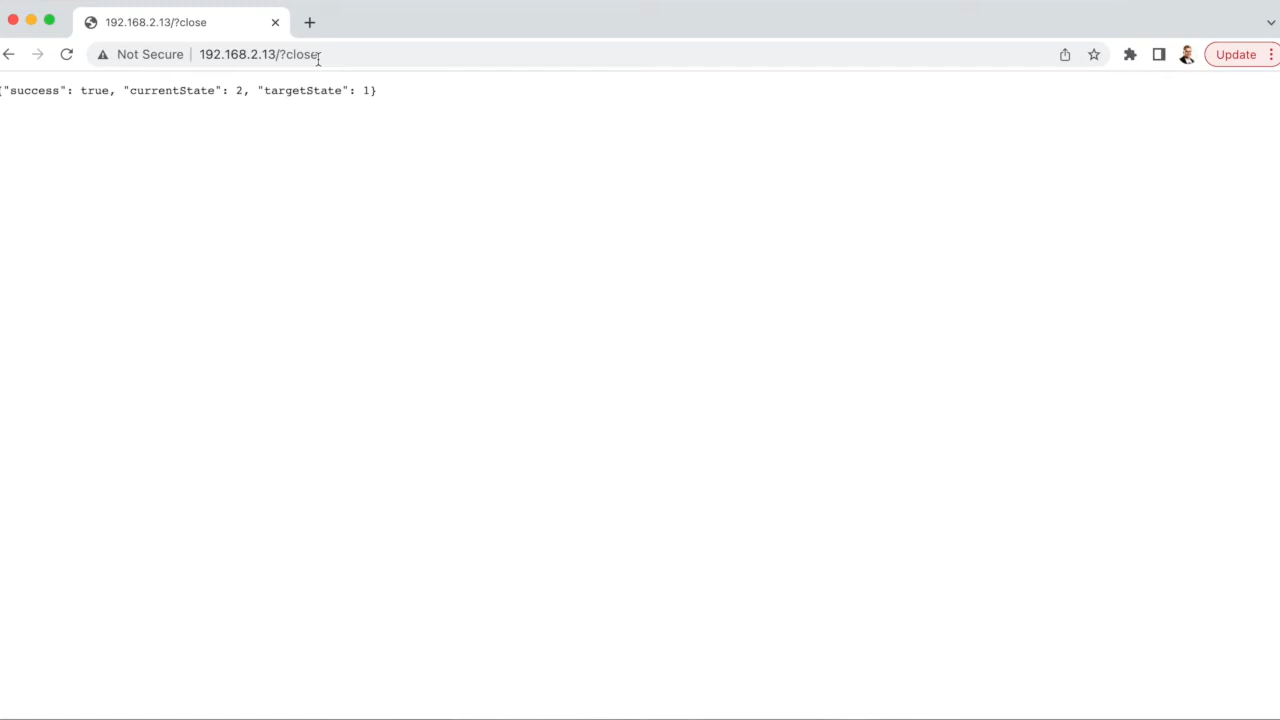 192.168.2.13/?close
Not Secure 192.168.2.13/?close Update
{"success": true, "currentState": 2, "targetState": 1}